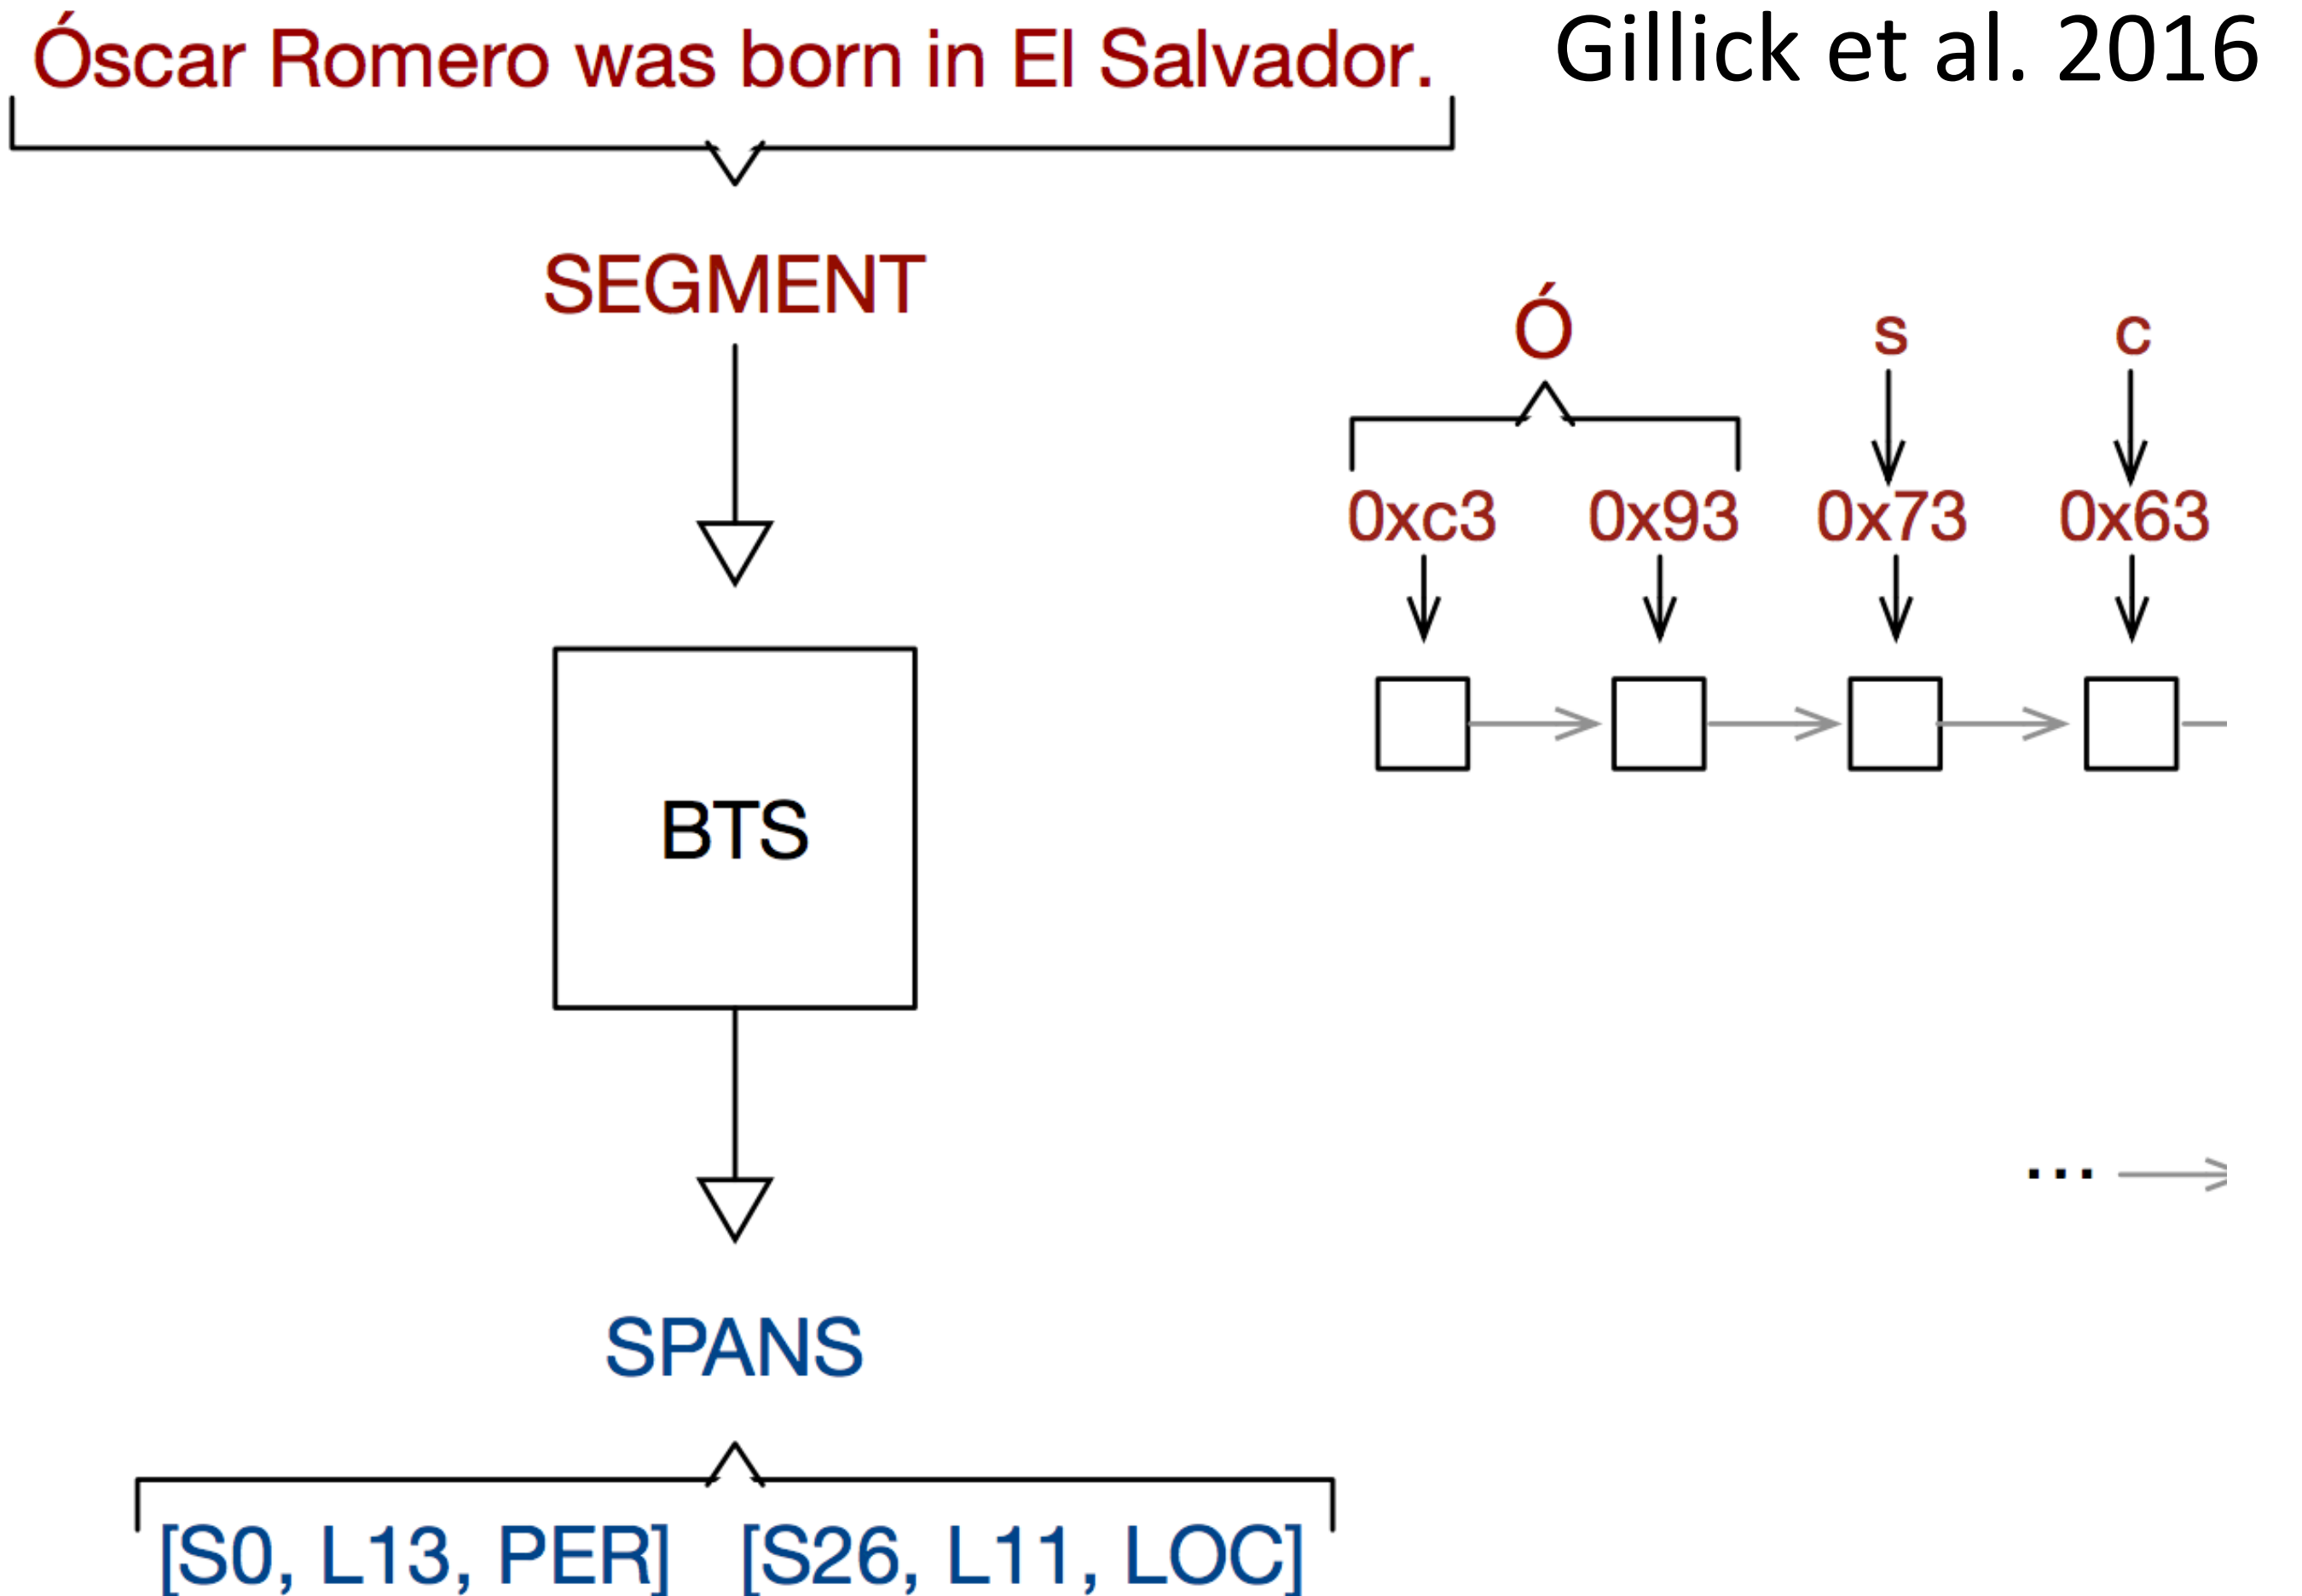 Óscar Romero was born in El Salvador.
Gillick et al. 2016
SEGMENT
Ó s c
0xc3 0x93 0x73 0x63
BTS
...
SPANS
[S0, L13, PER] [S26, L11, LOC]